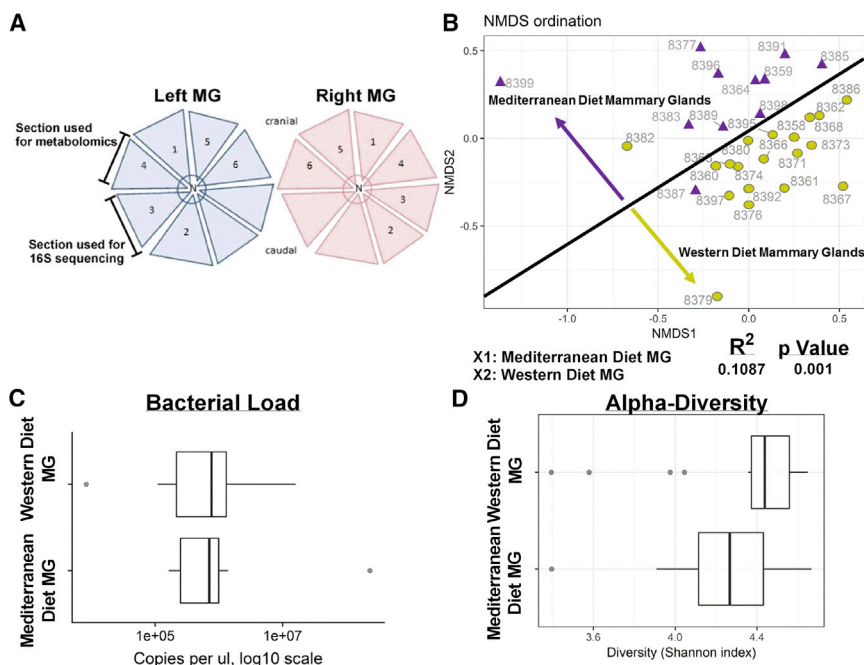 A
Left MG
Right MG
cranial
caudal
Section used
for metabolomics
Section used for
16S sequencing
1
5
4
6
3
2
N
5
1
6
4
3
2
N
B
NMDS ordination
NMDS2
0.5
0.0
-0.5
8377
8391
8396
8385
8399
8364
8359
8386
Mediterranean Diet Mammary Glands
8398
8362
8383
8389
8395
8358
8368
8382
8380
8366
8373
8360
8374
8371
8387
8397
8392
8361
8367
8376
Western Diet Mammary Glands
8379
-1.0
-0.5
0.0
0.5
NMDS1
X1: Mediterranean Diet MG
X2: Western Diet MG
R2
p Value
0.1087
0.001
C
Bacterial Load
Western Diet
MG
Mediterranean
Diet MG
1e+05
1e+07
Copies per ul, log10 scale
D
Alpha-Diversity
Western Diet
MG
Mediterranean
Diet MG
3.6
4.0
4.4
Diversity (Shannon index)